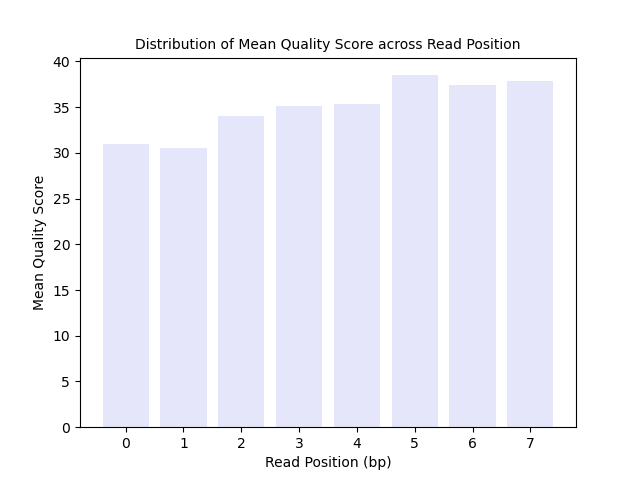 Distribution of Mean Quality Score across Read Position
40
35
30
25
20
15
10
5
0
Mean Quality Score
0 1 2 3 4 5 6 7
Read Position (bp)